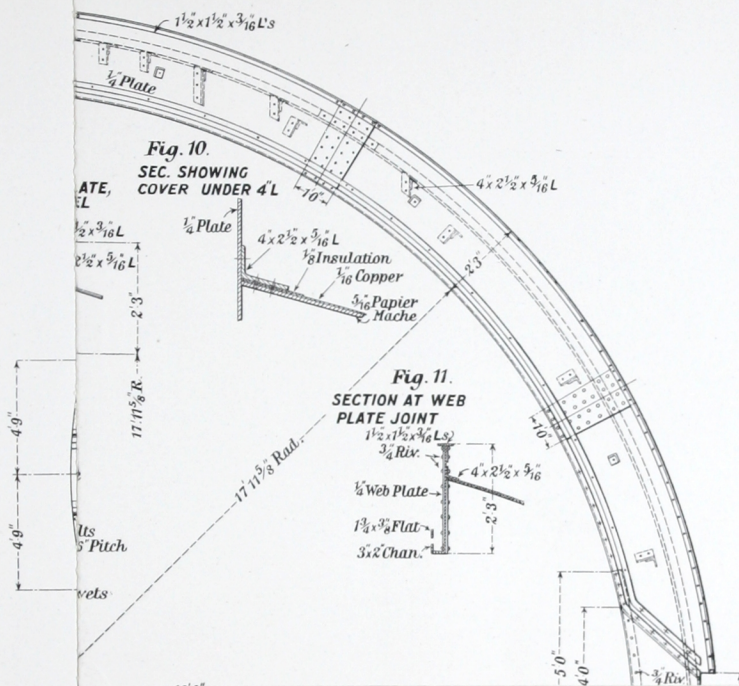 1½"x1½"x3/16"L's
¼"Plate
Fig. 10.
SEC. SHOWING
COVER UNDER 4"L
10"
4"x2½"x5/16"L
¼"Plate
4"x2½"x5/16"L
⅛"Insulation
1/16"Copper
5/16"Papier
Mache
2'3"
ATE,
EL
½"x3/16"L
2½"x5/16"L
2'3"
17'11⅝"R.
4'9"
4'9"
lts
"Pitch
vets
17'11⅝"Rad.
Fig. 11.
SECTION AT WEB
PLATE JOINT
1½"x1½"x3/16"Ls.
¾"Riv.
4"x2½"x5/16"
¼"Web Plate
2'3"
1¾"x⅜"Flat
3"x2"Chan.
10"
5'0"
4'0"
¾"Riv